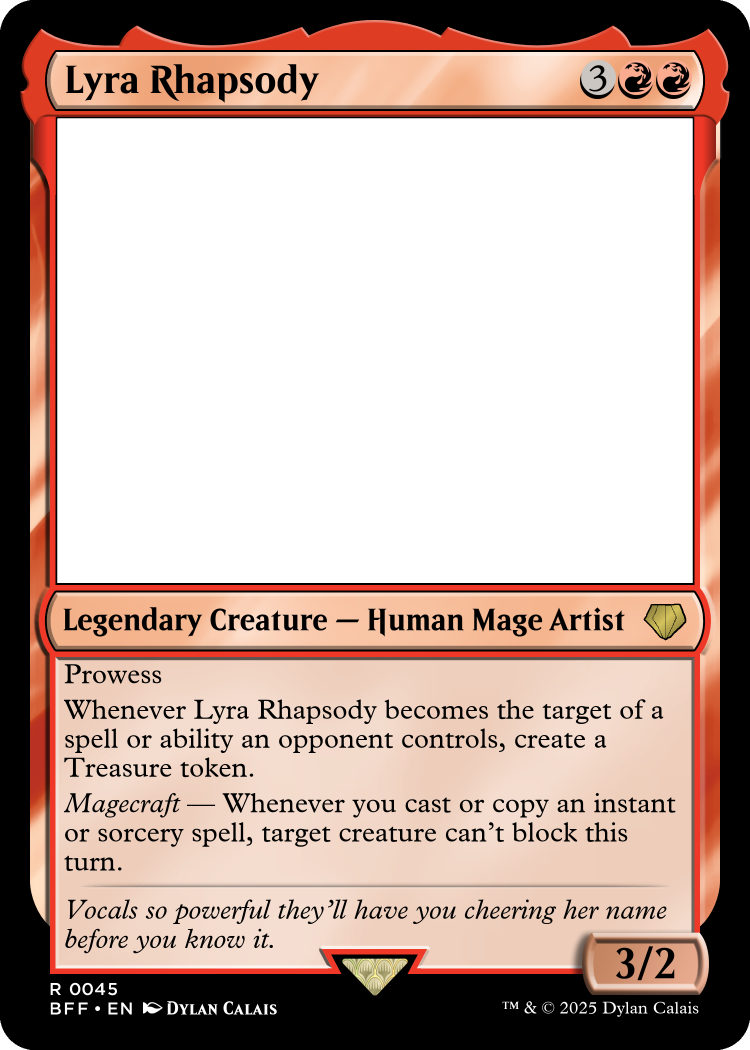 Lyra Rhapsody 3
Legendary Creature — Human Mage Artist
Prowess
Whenever Lyra Rhapsody becomes the target of a
spell or ability an opponent controls, create a
Treasure token.
Magecraft — Whenever you cast or copy an instant
or sorcery spell, target creature can’t block this
turn.
Vocals so powerful they’ll have you cheering her name
before you know it.
3/2
R 0045
BFF • EN Dylan Calais
™ & © 2025 Dylan Calais